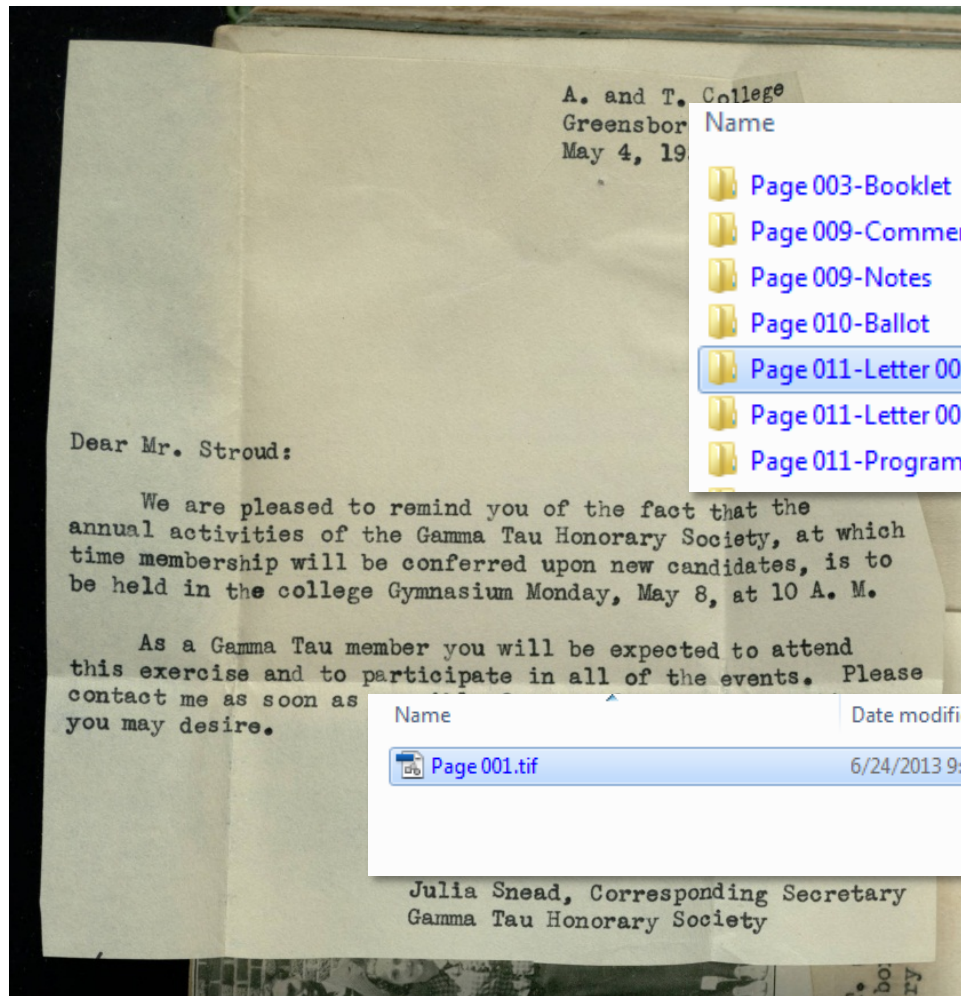 A. and T. College
Greensbor
May 4, 19
Name
Page 003-Booklet
Page 009-Commen
Page 009-Notes
Page 010-Ballot
Page 011-Letter 00
Page 011-Letter 00
Page 011-Program
Dear Mr. Stroud:
We are pleased to remind you of the fact that the
annual activities of the Gamma Tau Honorary Society, at which
time membership will be conferred upon new candidates, is to
be held in the college Gymnasium Monday, May 8, at 10 A. M.
As a Gamma Tau member you will be expected to attend
this exercise and to participate in all of the events. Please
contact me as soon as
you may desire.
Name Date modifi
Page 001.tif 6/24/2013 9:
Julia Snead, Corresponding Secretary
Gamma Tau Honorary Society